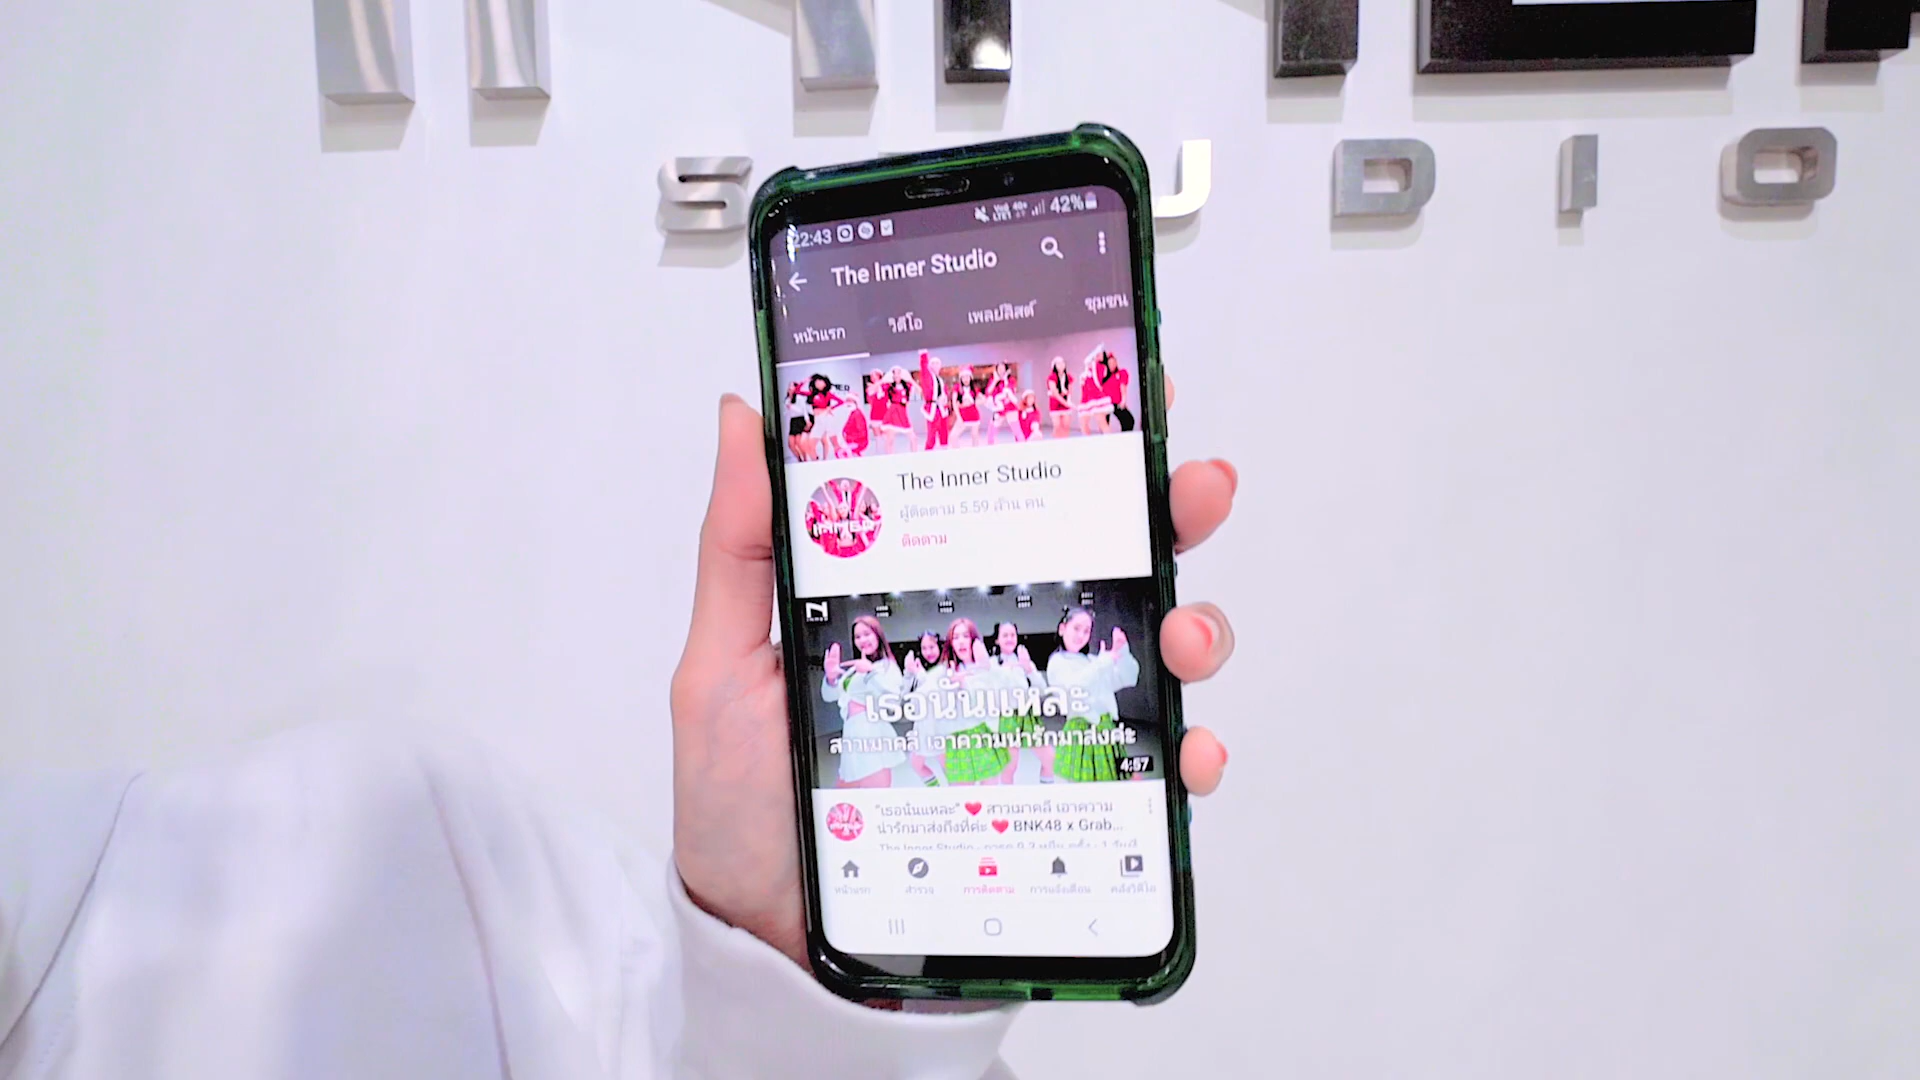 STUDIO
22:43
42%
The Inner Studio
หน้าแรก วิดีโอ เพลย์ลิสต์ ชุมชน
The Inner Studio
ผู้ติดตาม 5.59 ล้าน คน
ติดตาม
เธอนั่นแหละ
สาวเมาคลี เอาความน่ารักมาส่งค่ะ
4:57
"เธอนั่นแหละ" ❤ สาวเมาคลี เอาความ
น่ารักมาส่งถึงที่ค่ะ ❤ BNK48 x Grab...
หน้าแรก สำรวจ การติดตาม การแจ้งเตือน คลังวิดีโอ